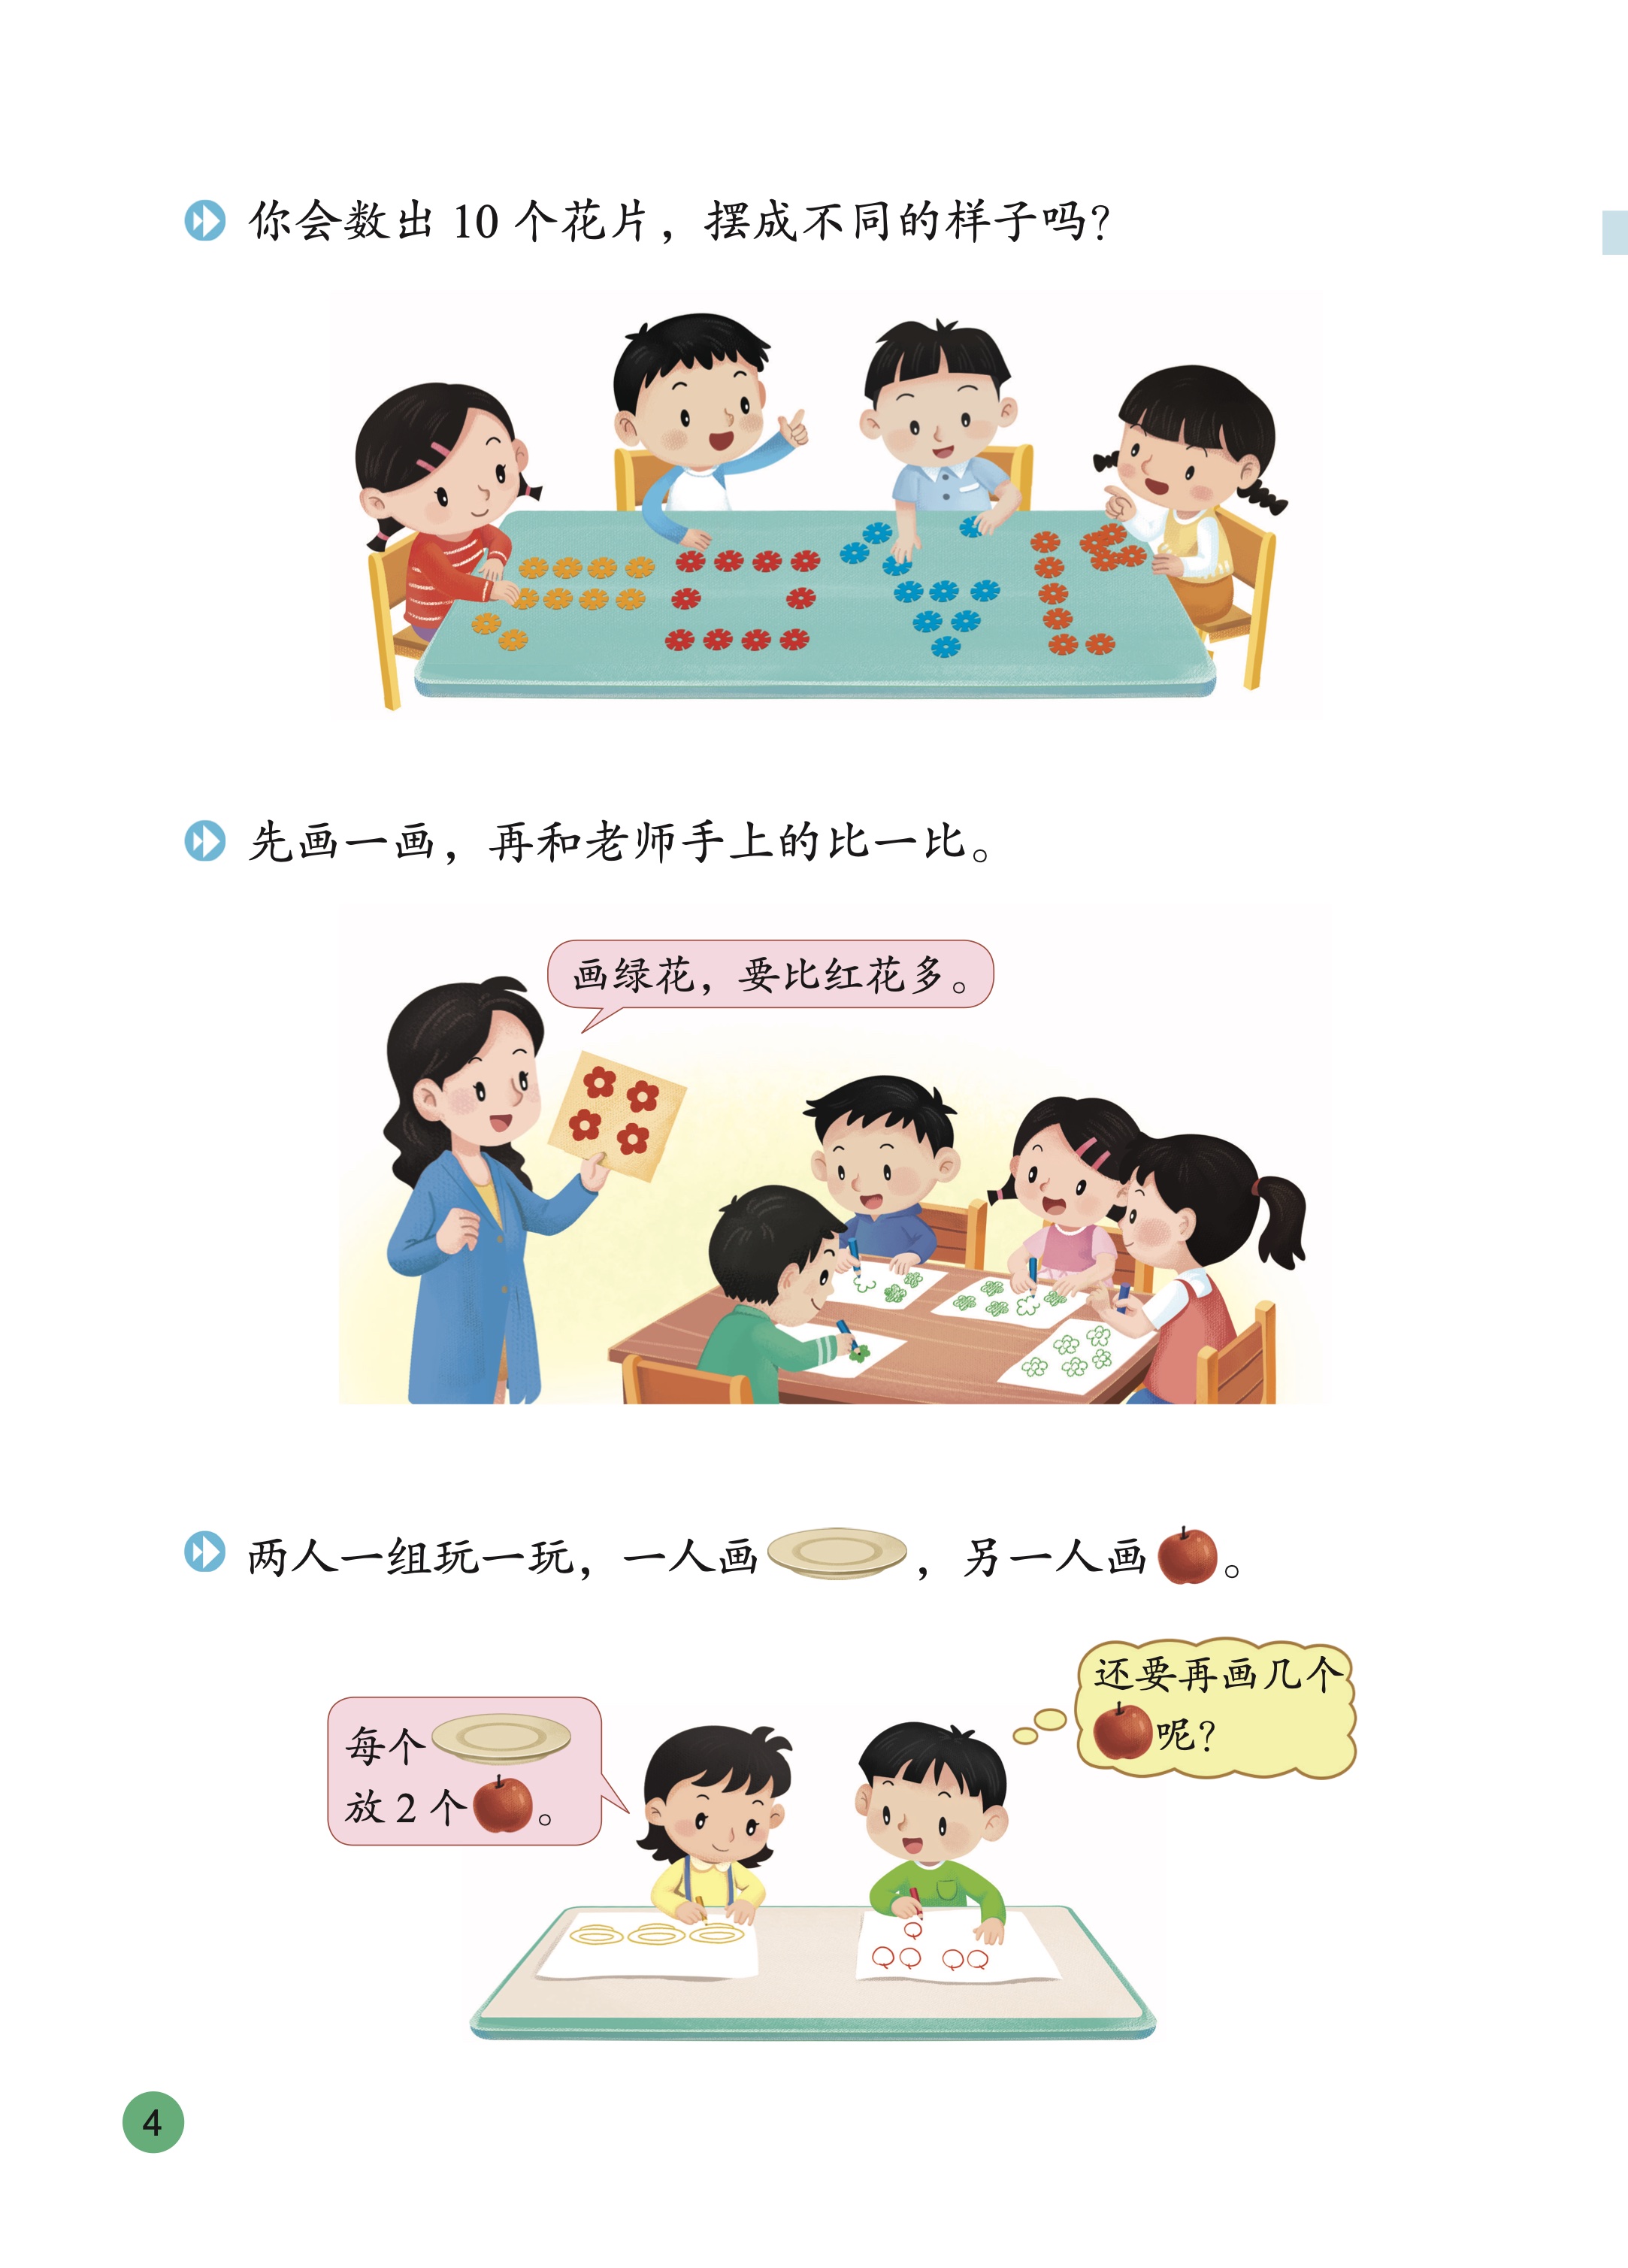 你会数出 10 个花片，摆成不同的样子吗？
先画一画，再和老师手上的比一比。
画绿花，要比红花多。
两人一组玩一玩，一人画，另一人画。
还要再画几个
呢？
每个
放 2 个。
4